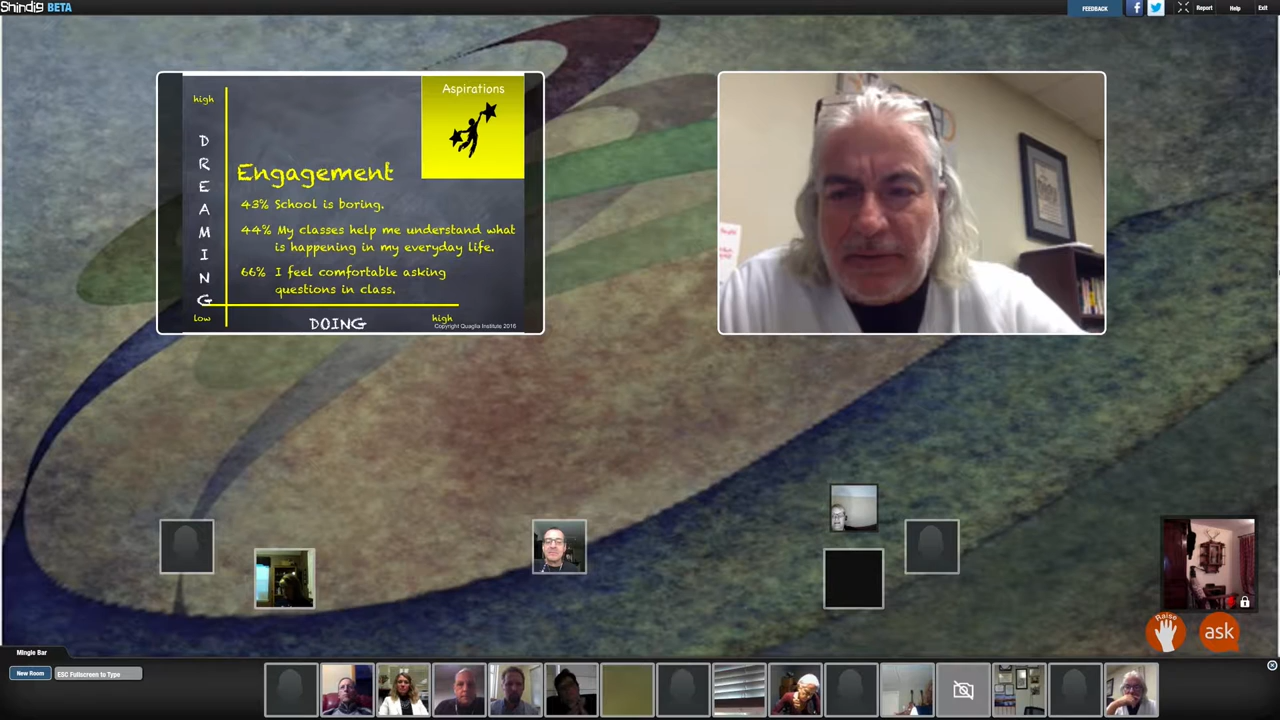 Shindig BETA
FEEDBACK
Report
Help
Exit
Aspirations
high
DREAMING
Engagement
43% School is boring.
44% My classes help me understand what
is happening in my everyday life.
66% I feel comfortable asking
questions in class.
low
DOING
high
Copyright Quaglia Institute 2016
Raise
ask
Mingle Bar
New Room
ESC Fullscreen to Type